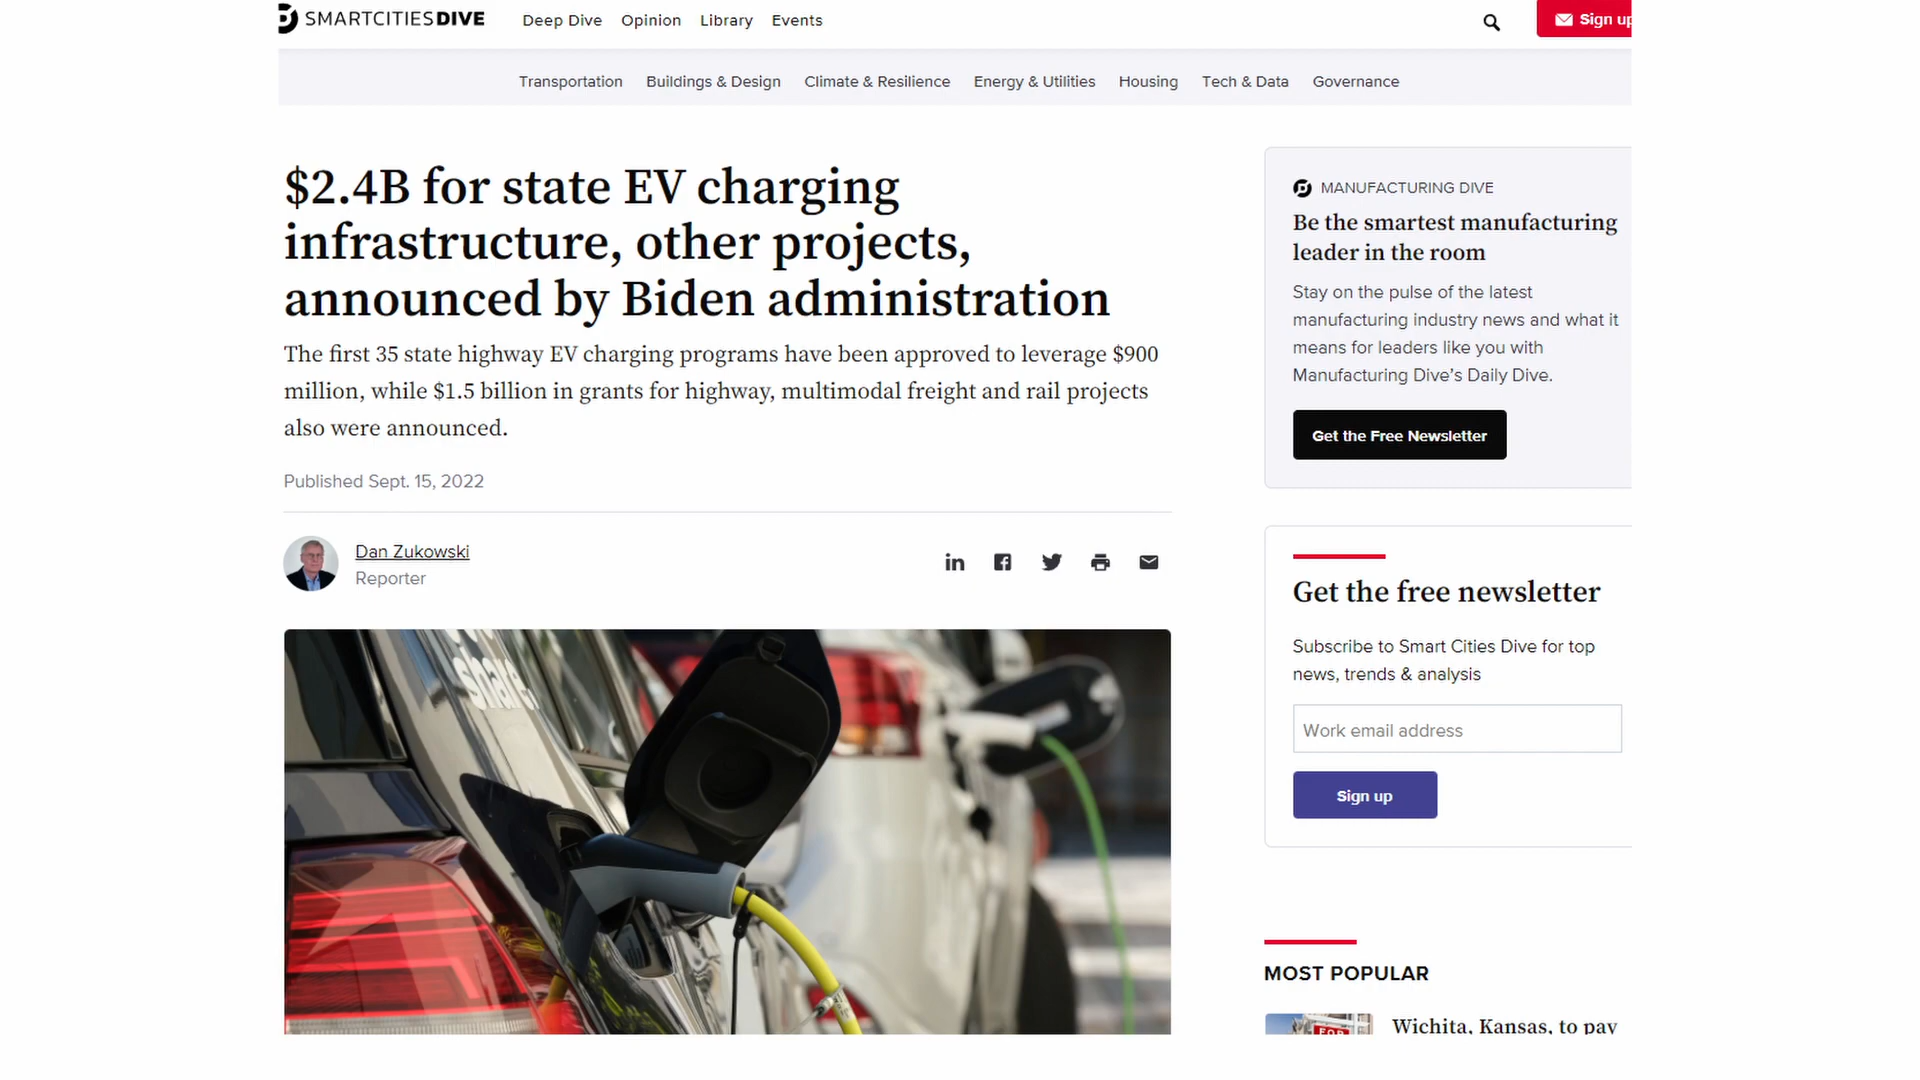 SMARTCITIESDIVE
Deep Dive Opinion Library Events
Sign up
Transportation Buildings & Design Climate & Resilience Energy & Utilities Housing Tech & Data Governance
$2.4B for state EV charging
infrastructure, other projects,
announced by Biden administration
The first 35 state highway EV charging programs have been approved to leverage $900
million, while $1.5 billion in grants for highway, multimodal freight and rail projects
also were announced.
Published Sept. 15, 2022
Dan Zukowski
Reporter
in
share
MANUFACTURING DIVE
Be the smartest manufacturing
leader in the room
Stay on the pulse of the latest
manufacturing industry news and what it
means for leaders like you with
Manufacturing Dive’s Daily Dive.
Get the Free Newsletter
Get the free newsletter
Subscribe to Smart Cities Dive for top
news, trends & analysis
Work email address
Sign up
MOST POPULAR
FOR
Wichita, Kansas, to pay